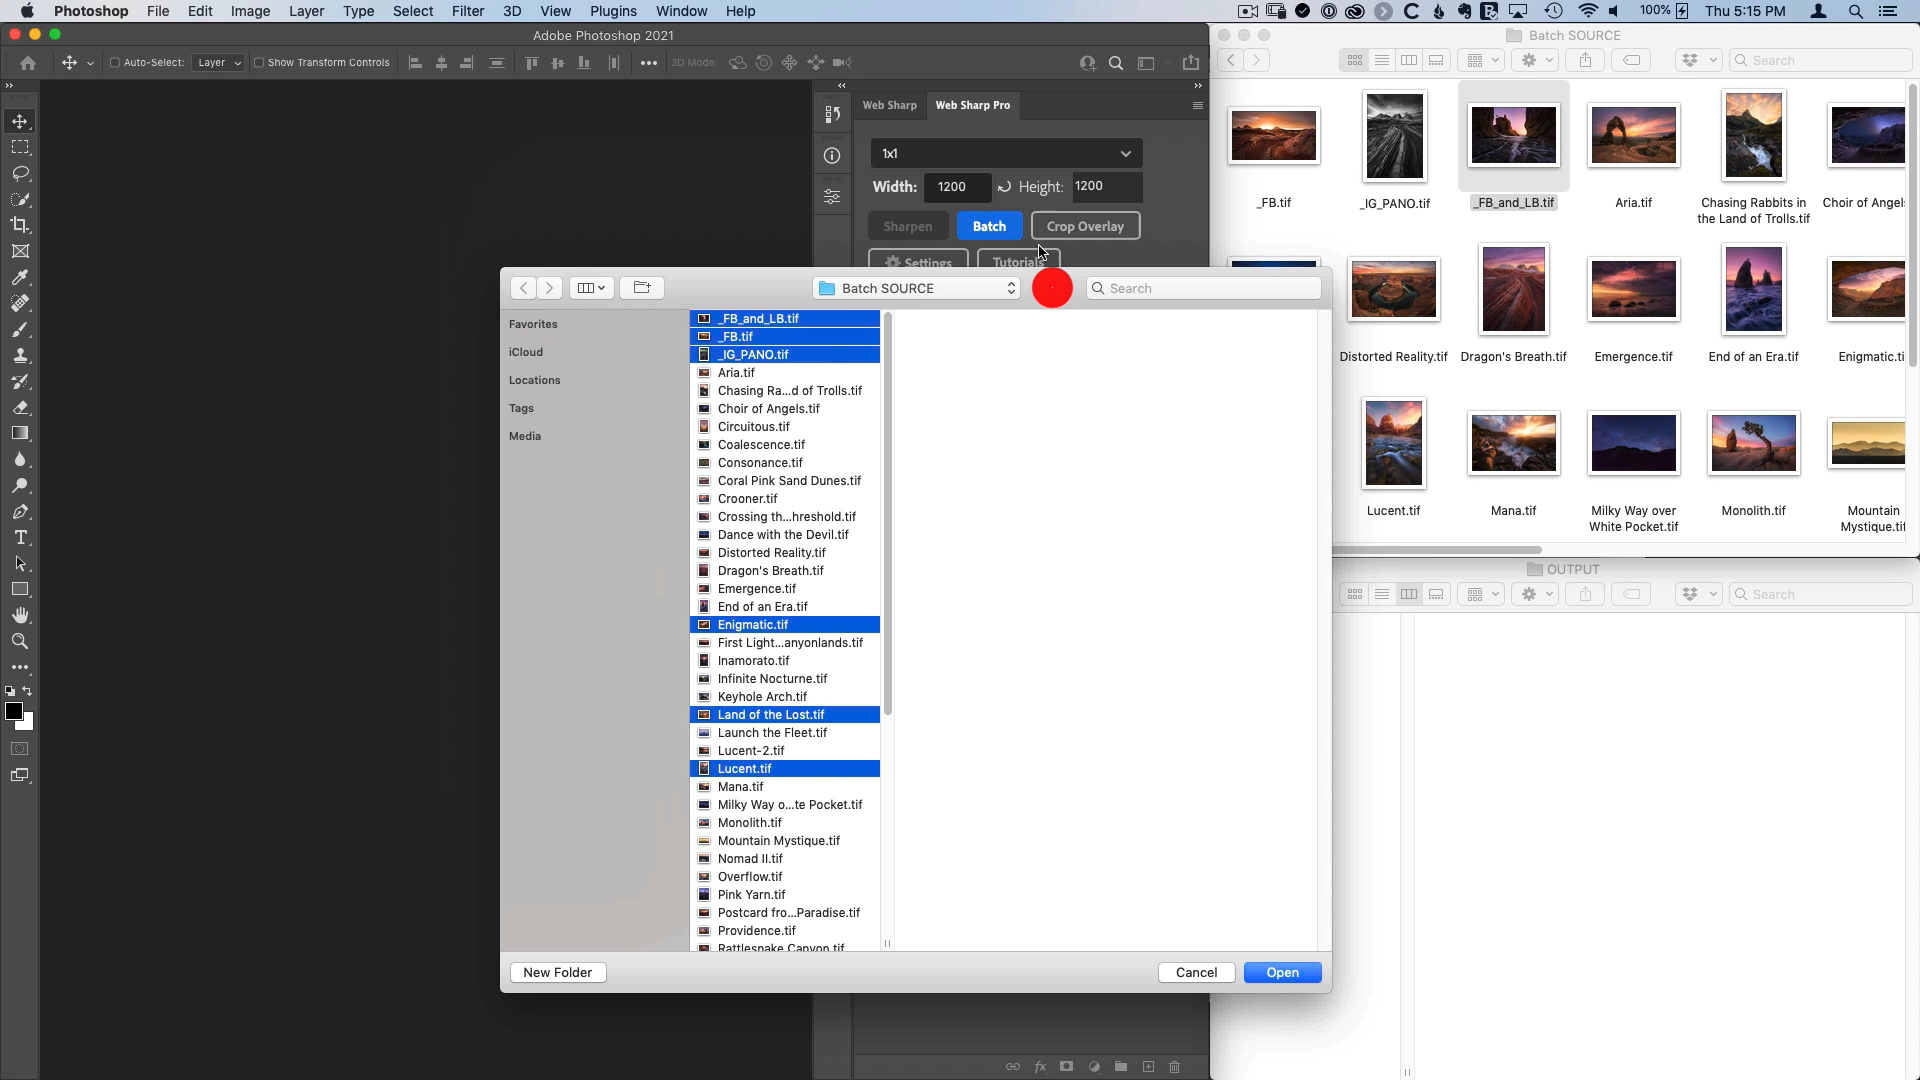 Photoshop File Edit Image Layer Type Select Filter 3D View Plugins Window Help
100% Thu 5:15 PM
Adobe Photoshop 2021
Auto-Select: Layer Show Transform Controls 3D Mode:
Web Sharp Web Sharp Pro
1x1
Width: 1200 Height: 1200
Sharpen Batch Crop Overlay
Settings Tutorials
Batch SOURCE Search
Favorites
iCloud
Locations
Tags
Media
_FB_and_LB.tif
_FB.tif
_IG_PANO.tif
Aria.tif
Chasing Ra...d of Trolls.tif
Choir of Angels.tif
Circuitous.tif
Coalescence.tif
Consonance.tif
Coral Pink Sand Dunes.tif
Crooner.tif
Crossing th...hreshold.tif
Dance with the Devil.tif
Distorted Reality.tif
Dragon's Breath.tif
Emergence.tif
End of an Era.tif
Enigmatic.tif
First Light...anyonlands.tif
Inamorato.tif
Infinite Nocturne.tif
Keyhole Arch.tif
Land of the Lost.tif
Launch the Fleet.tif
Lucent-2.tif
Lucent.tif
Mana.tif
Milky Way o...te Pocket.tif
Monolith.tif
Mountain Mystique.tif
Nomad II.tif
Overflow.tif
Pink Yarn.tif
Postcard fro...Paradise.tif
Providence.tif
Rattlesnake Canyon.tif
New Folder Cancel Open
fx
Batch SOURCE
Search
_FB.tif _IG_PANO.tif _FB_and_LB.tif Aria.tif Chasing Rabbits in Choir of Angel
the Land of Trolls.tif
Distorted Reality.tif Dragon's Breath.tif Emergence.tif End of an Era.tif Enigmatic.ti
Lucent.tif Mana.tif Milky Way over Monolith.tif Mountain
White Pocket.tif Mystique.tif
OUTPUT
Search